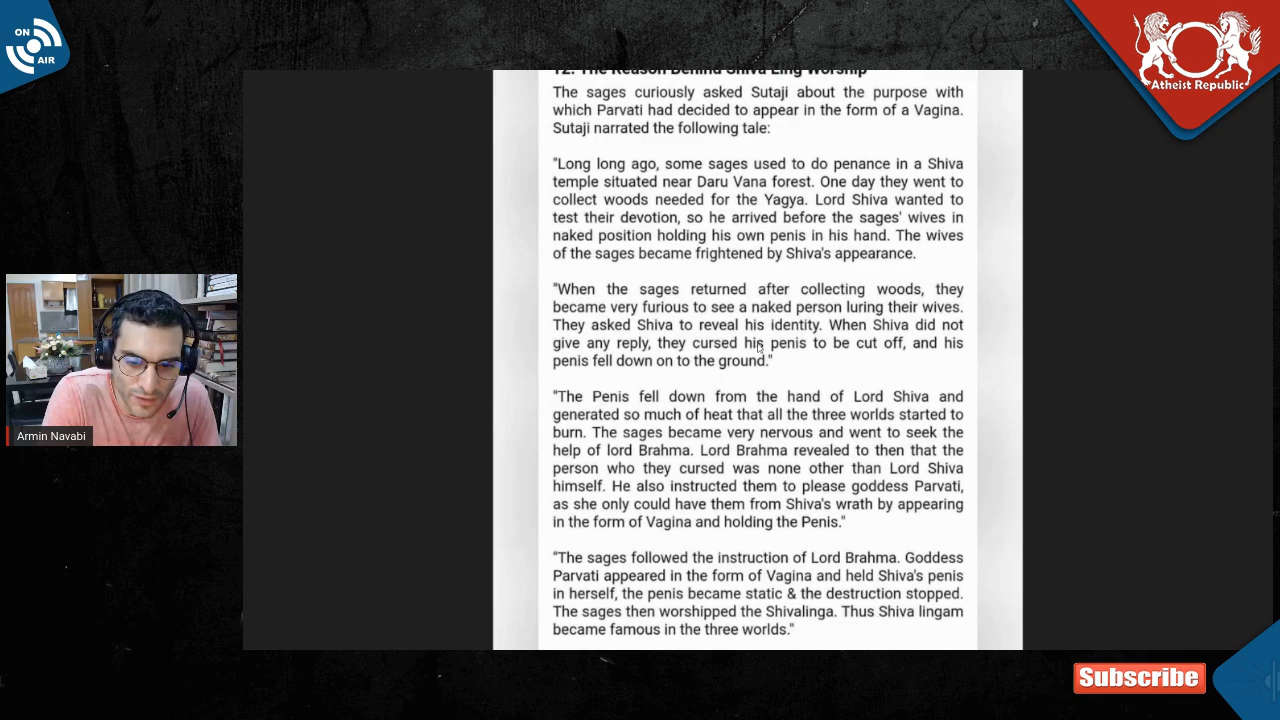 ON
AIR
Atheist Republic
12. The Reason Behind Shiva Ling Worship
The sages curiously asked Sutaji about the purpose with
which Parvati had decided to appear in the form of a Vagina.
Sutaji narrated the following tale:
"Long long ago, some sages used to do penance in a Shiva
temple situated near Daru Vana forest. One day they went to
collect woods needed for the Yagya. Lord Shiva wanted to
test their devotion, so he arrived before the sages' wives in
naked position holding his own penis in his hand. The wives
of the sages became frightened by Shiva's appearance.
"When the sages returned after collecting woods, they
became very furious to see a naked person luring their wives.
They asked Shiva to reveal his identity. When Shiva did not
give any reply, they cursed his penis to be cut off, and his
penis fell down on to the ground."
"The Penis fell down from the hand of Lord Shiva and
generated so much of heat that all the three worlds started to
burn. The sages became very nervous and went to seek the
help of lord Brahma. Lord Brahma revealed to then that the
person who they cursed was none other than Lord Shiva
himself. He also instructed them to please goddess Parvati,
as she only could have them from Shiva's wrath by appearing
in the form of Vagina and holding the Penis."
"The sages followed the instruction of Lord Brahma. Goddess
Parvati appeared in the form of Vagina and held Shiva's penis
in herself, the penis became static & the destruction stopped.
The sages then worshipped the Shivalinga. Thus Shiva lingam
became famous in the three worlds."
Armin Navabi
Subscribe